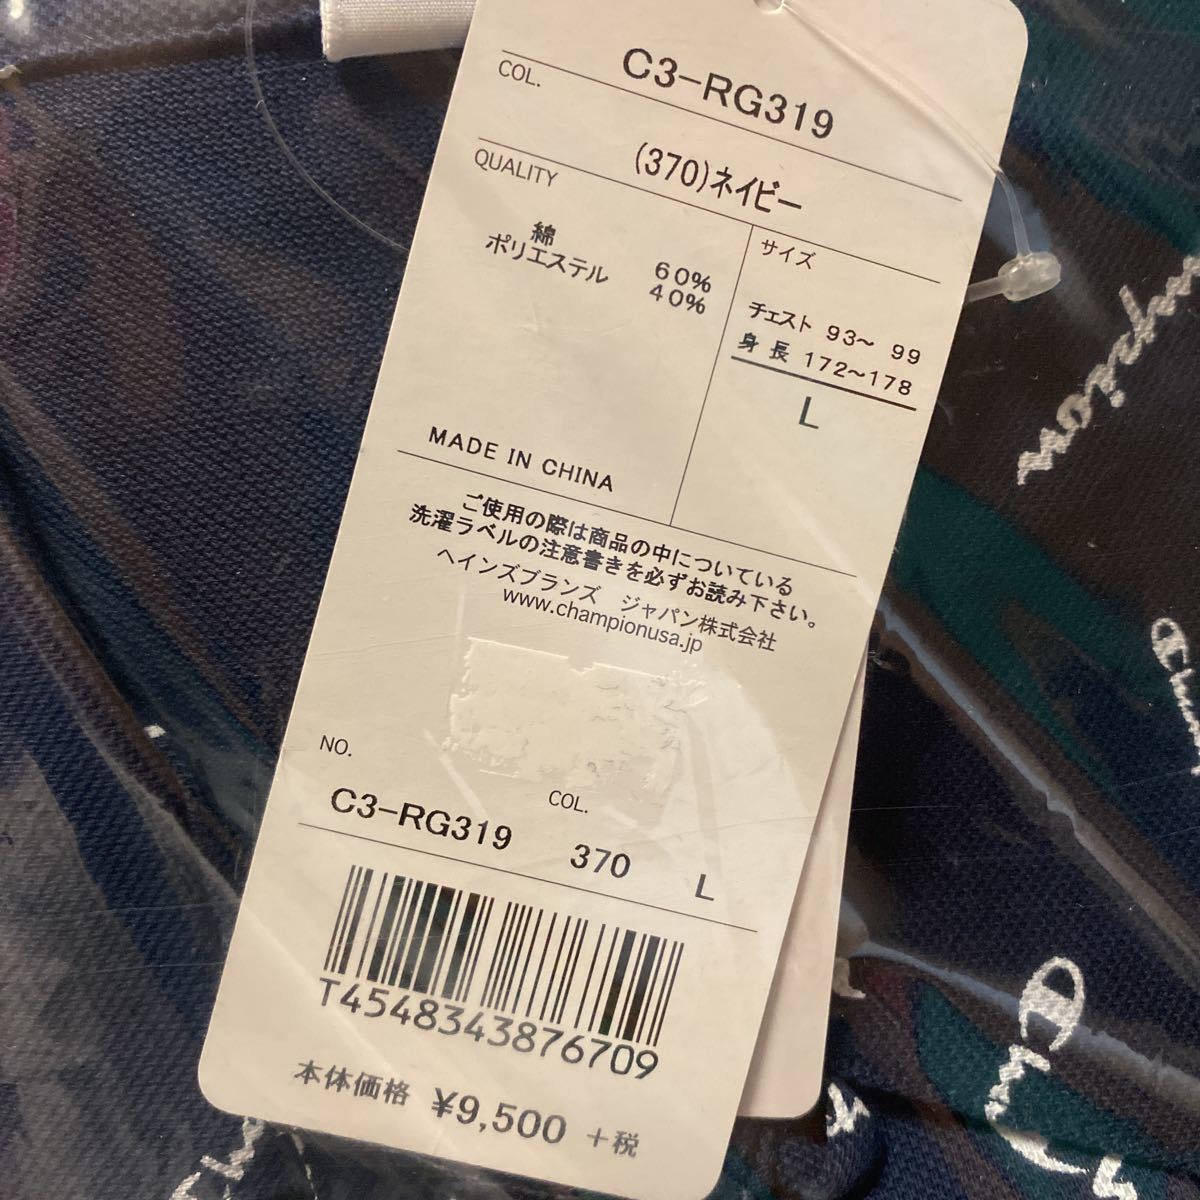 C3-RG319
COL.
(370)ネイビー
QUALITY
綿 60%
ポリエステル 40%
サイズ
チェスト 93〜 99
身長 172〜178
L
MADE IN CHINA
ご使用の際は商品の中についている
洗濯ラベルの注意書きを必ずお読み下さい。
ヘインズブランズ ジャパン株式会社
www.championusa.jp
NO.
COL.
C3-RG319 370 L
T4548343876709
本体価格 ¥9,500 +税